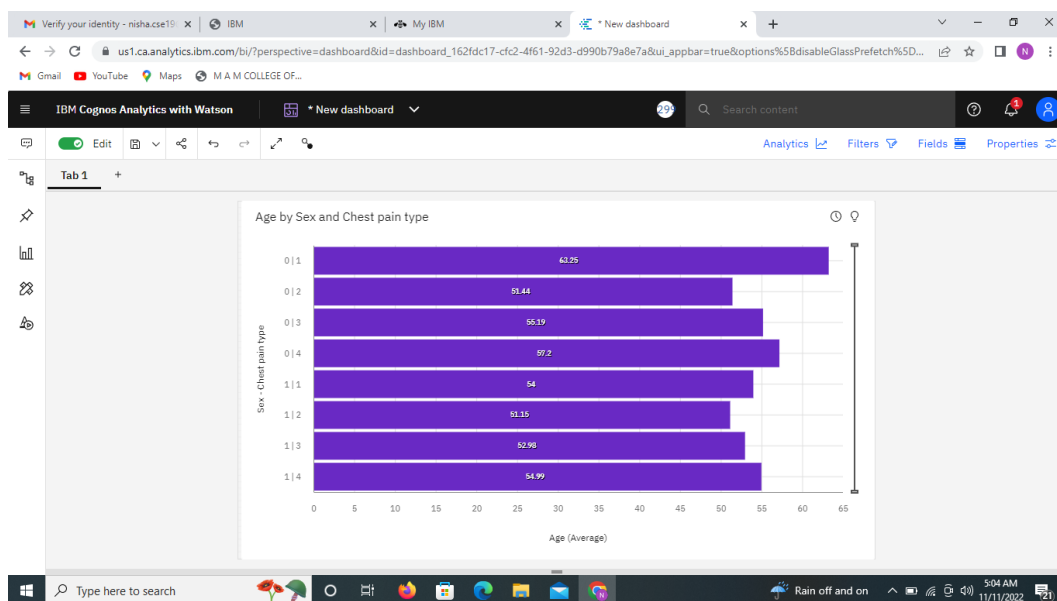 Verify your identity - nisha.cse19
IBM
My IBM
* New dashboard
us1.ca.analytics.ibm.com/bi/?perspective=dashboard&id=dashboard_162fdc17-cfc2-4f61-92d3-d990b79a8e7a&ui_appbar=true&options%5BdisableGlassPrefetch%5D...
N
Gmail YouTube Maps M A M COLLEGE OF...
IBM Cognos Analytics with Watson
* New dashboard
Search content
1
Edit
Analytics Filters Fields Properties
Tab 1 +
Age by Sex and Chest pain type
Sex - Chest pain type
0 | 1 63.25
0 | 2 51.44
0 | 3 55.19
0 | 4 57.2
1 | 1 54
1 | 2 51.15
1 | 3 52.98
1 | 4 54.99
0 5 10 15 20 25 30 35 40 45 50 55 60 65
Age (Average)
Type here to search
Rain off and on
5:04 AM
11/11/2022
21